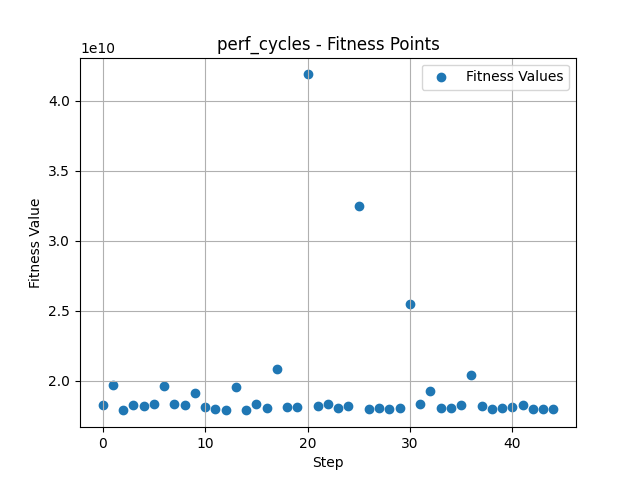 perf_cycles - Fitness Points
1e10
Fitness Values
4.0
3.5
3.0
2.5
2.0
Fitness Value
0 10 20 30 40
Step